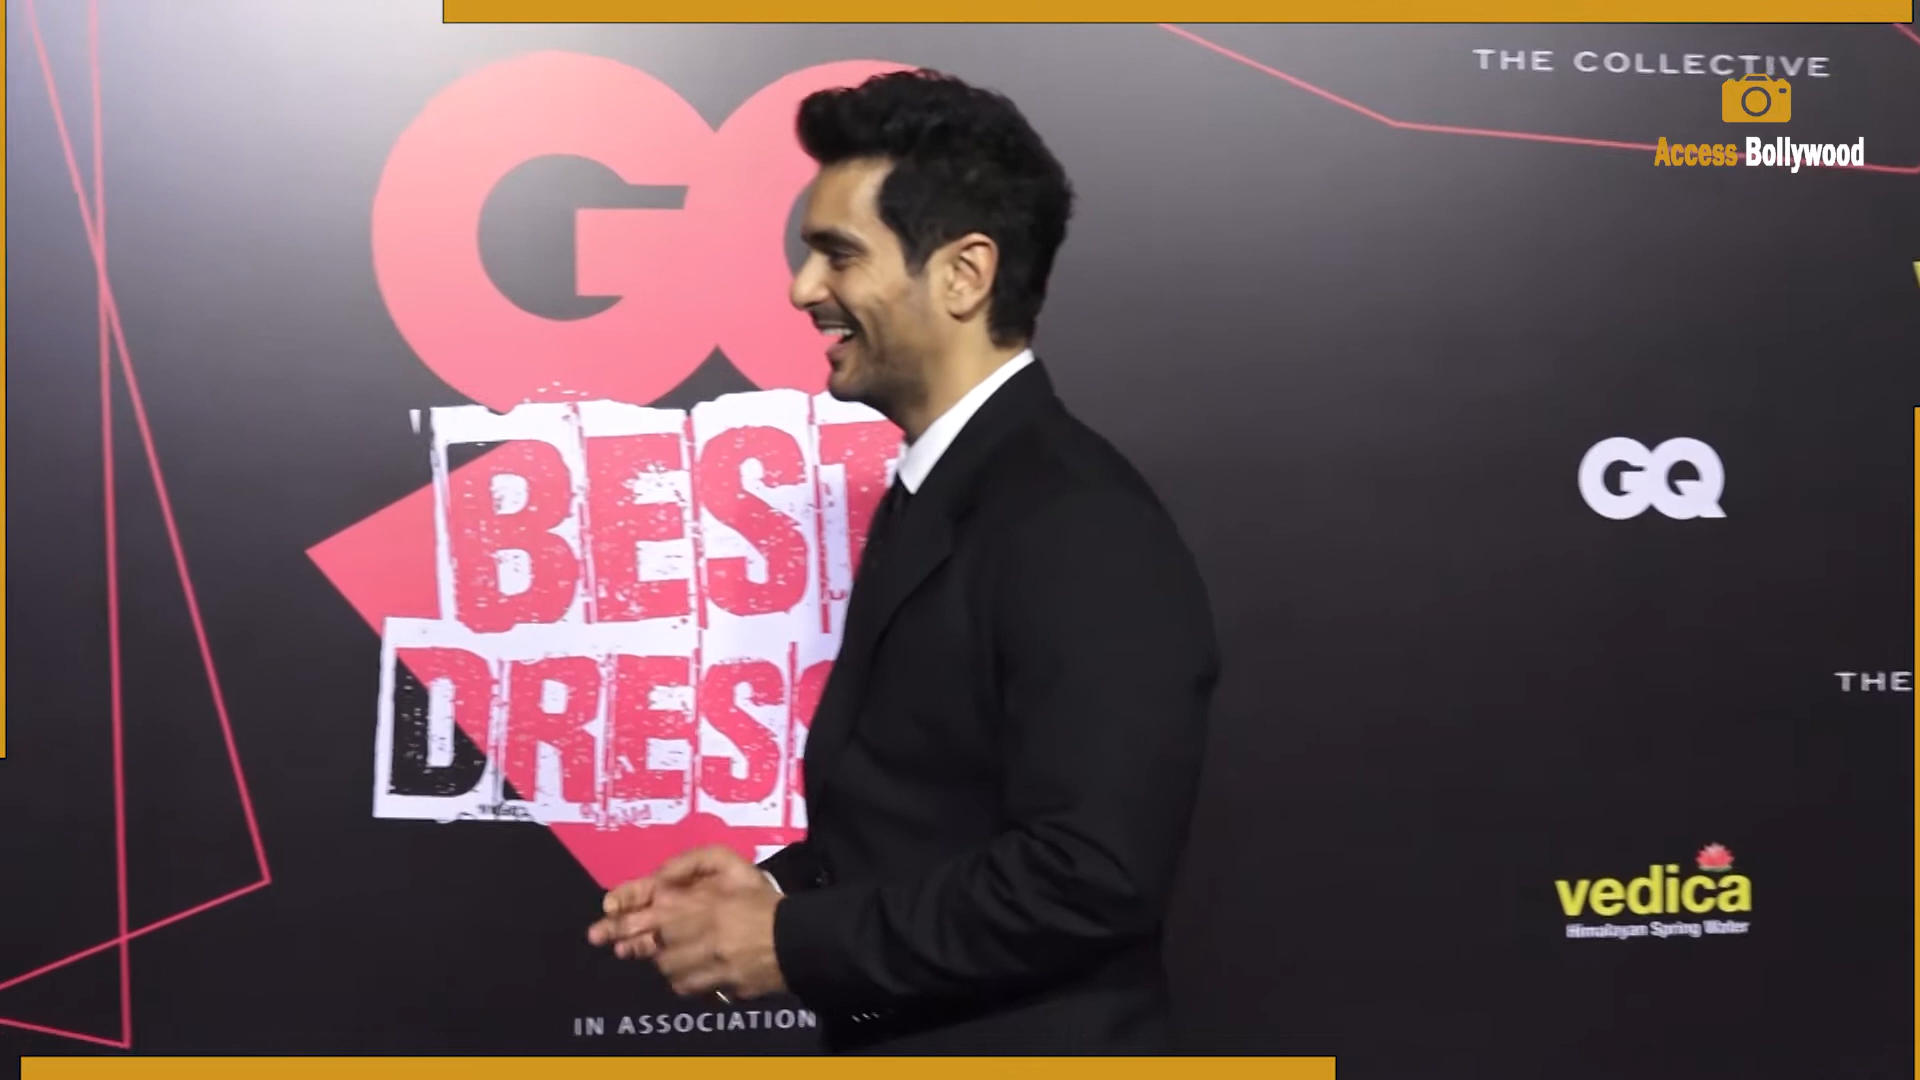 THE COLLECTIVE
Access Bollywood
GQ
BEST
DRESS
GQ
THE
vedica
Himalayan Spring Water
IN ASSOCIATION